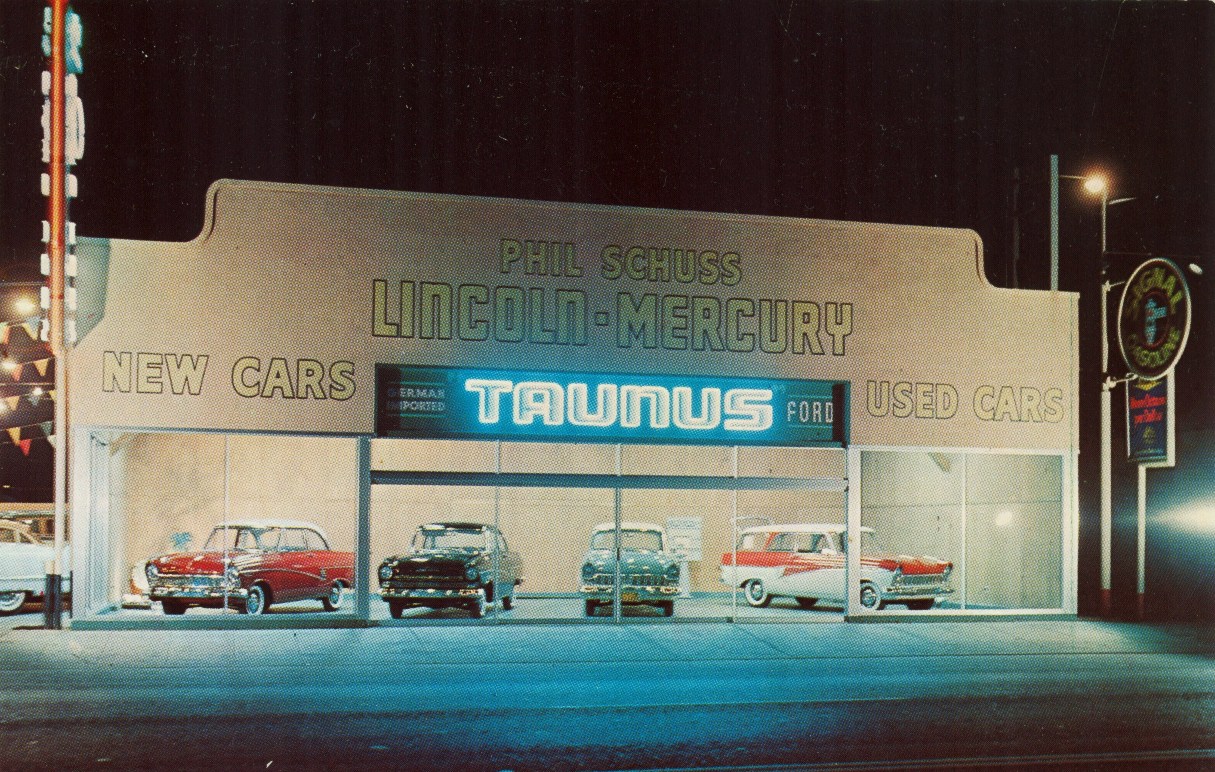 PHIL SCHUSS
LINCOLN-MERCURY
NEW CARS
GERMAN
IMPORTED
TAUNUS
FORD
USED CARS
SIGNAL
GASOLINE